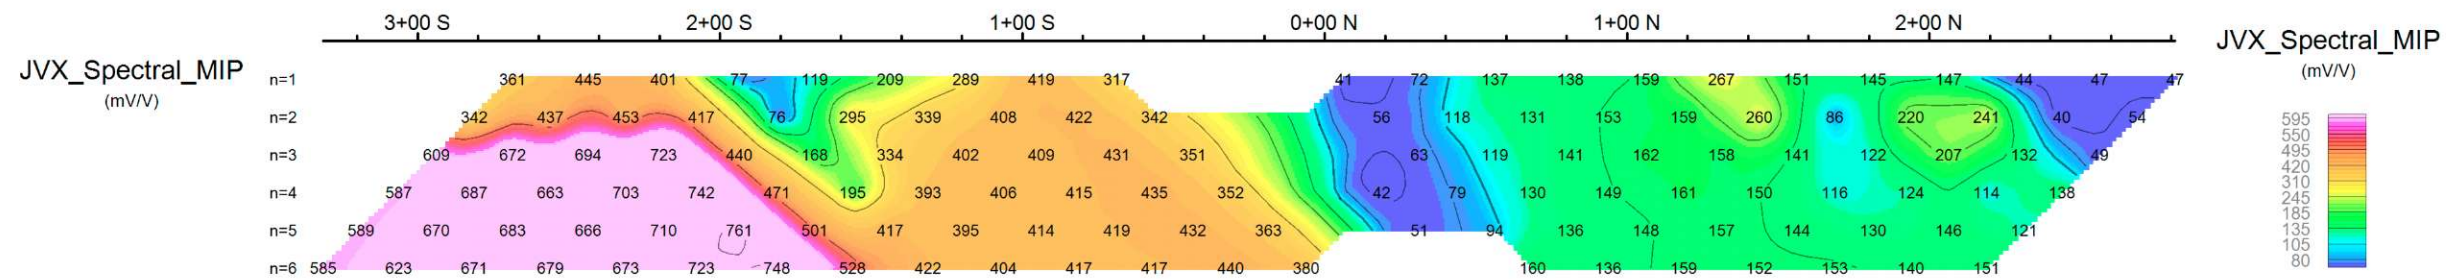 3+00 S 2+00 S 1+00 S 0+00 N 1+00 N 2+00 N
JVX_Spectral_MIP
(mV/V)
n=1 361 445 401 77 119 209 289 419 317 41 72 137 138 159 267 151 145 147 44 47 47
n=2 342 437 453 417 76 295 339 408 422 342 56 118 131 153 159 260 86 220 241 40 54
n=3 609 672 694 723 440 168 334 402 409 431 351 63 119 141 162 158 141 122 207 132 49
n=4 587 687 663 703 742 471 195 393 406 415 435 352 42 79 130 149 161 150 116 124 114 138
n=5 589 670 683 666 710 761 501 417 395 414 419 432 363 51 94 136 148 157 144 130 146 121
n=6 585 623 671 679 673 723 748 528 422 404 417 417 440 380 160 136 159 152 153 140 151
JVX_Spectral_MIP
(mV/V)
595
550
495
420
310
245
185
135
105
80